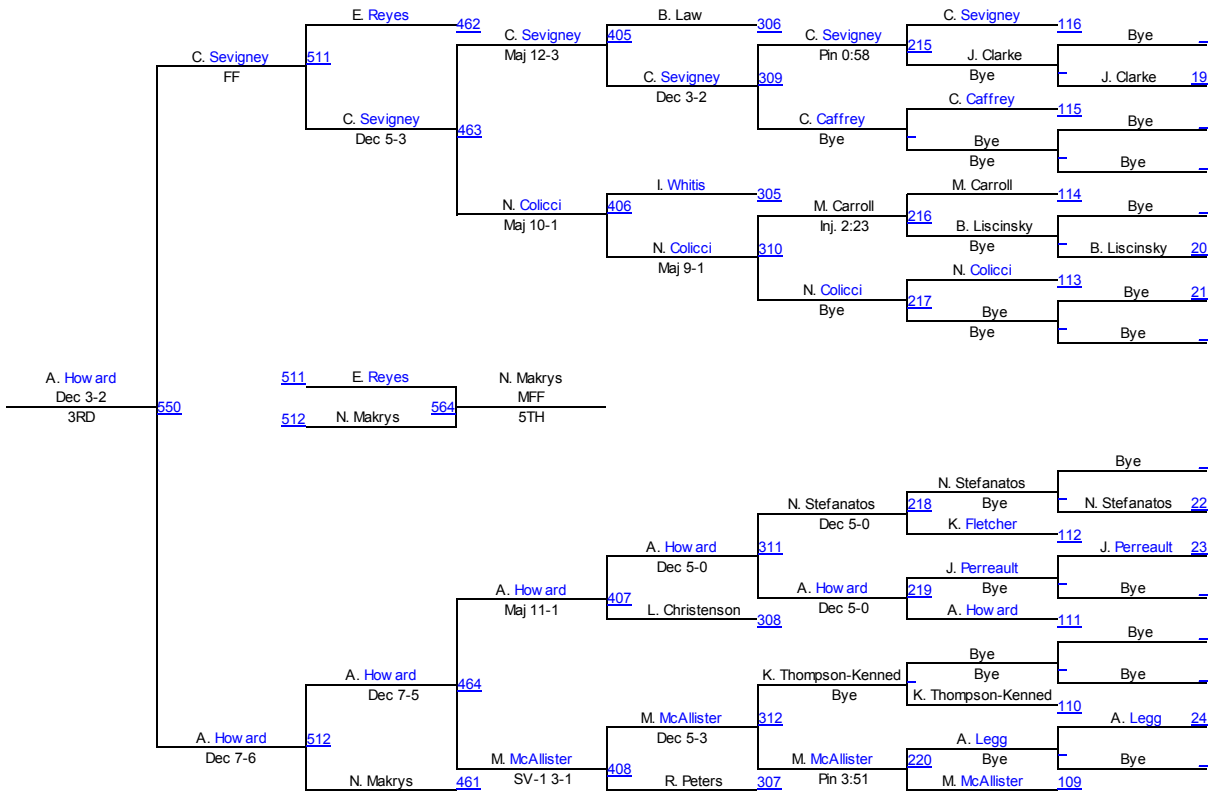 E. Reyes 462
B. Law 306
C. Sevigney 116
Bye
C. Sevigney 405
C. Sevigney
Maj 12-3
Pin 0:58
215
J. Clarke
C. Sevigney 511
FF
Bye
J. Clarke 19
C. Sevigney 309
Dec 3-2
C. Caffrey 115
C. Sevigney 463
Dec 5-3
C. Caffrey
Bye
Bye
Bye
Bye
Bye
I. Whitis 305
M. Carroll 114
N. Colicci 406
Maj 10-1
M. Carroll 216
Inj. 2:23
Bye
B. Liscinsky
Bye
B. Liscinsky 20
N. Colicci 310
Maj 9-1
N. Colicci 113
N. Colicci 217
Bye
Bye 21
Bye
Bye
Bye
A. Howard
Dec 3-2
550
3RD
511 E. Reyes
N. Makrys
MFF
564
5TH
512 N. Makrys
Bye
N. Stefanatos
Bye
N. Stefanatos 22
N. Stefanatos 218
Dec 5-0
K. Fletcher 112
A. Howard 311
Dec 5-0
J. Perreault 23
J. Perreault
Bye
Bye
A. Howard 407
Maj 11-1
A. Howard 219
Dec 5-0
L. Christenson 308
A. Howard 111
Bye
Bye
Bye
Bye
A. Howard 464
Dec 7-5
K. Thompson-Kenned
Bye
K. Thompson-Kenned 110
M. McAllister 312
Dec 5-3
A. Legg 24
A. Howard 512
Dec 7-6
A. Legg
Bye
Bye
M. McAllister 408
SV-1 3-1
M. McAllister 220
Pin 3:51
N. Makrys 461
R. Peters 307
M. McAllister 109